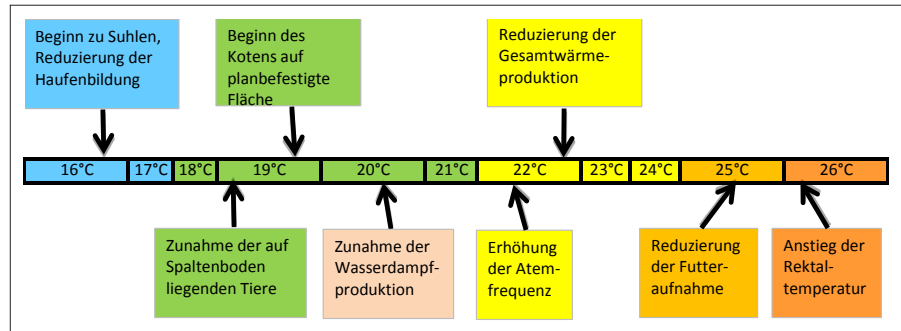 Beginn zu Suhlen,
Reduzierung der
Haufenbildung
Beginn des
Kotens auf
planbefestigte
Fläche
Reduzierung der
Gesamtwärme-
produktion
16°C 17°C 18°C 19°C 20°C 21°C 22°C 23°C 24°C 25°C 26°C
Zunahme der auf
Spaltenboden
liegenden Tiere
Zunahme der
Wasserdampf-
produktion
Erhöhung
der Atem-
frequenz
Reduzierung
der Futter-
aufnahme
Anstieg der
Rektal-
temperatur